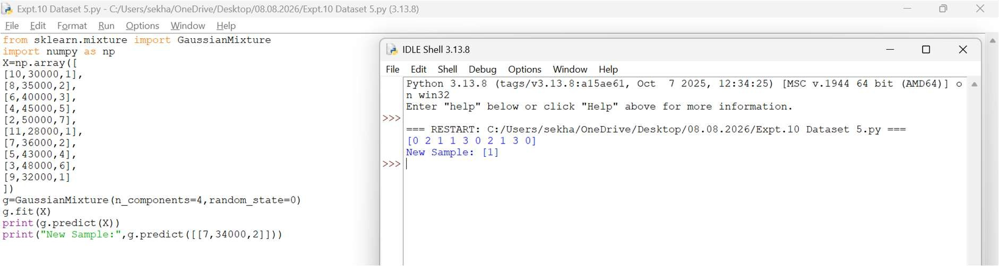 Expt.10 Dataset 5.py - C:/Users/sekha/OneDrive/Desktop/08.08.2026/Expt.10 Dataset 5.py (3.13.8)
File Edit Format Run Options Window Help
from sklearn.mixture import GaussianMixture
import numpy as np
X=np.array([
[10,30000,1],
[8,35000,2],
[6,40000,3],
[4,45000,5],
[2,50000,7],
[11,28000,1],
[7,36000,2],
[5,43000,4],
[3,48000,6],
[9,32000,1]
])
g=GaussianMixture(n_components=4,random_state=0)
g.fit(X)
print(g.predict(X))
print("New Sample:",g.predict([[7,34000,2]]))
IDLE Shell 3.13.8
File Edit Shell Debug Options Window Help
Python 3.13.8 (tags/v3.13.8:a15ae61, Oct  7 2025, 12:34:25) [MSC v.1944 64 bit (AMD64)] o
n win32
Enter "help" below or click "Help" above for more information.
>>>
=== RESTART: C:/Users/sekha/OneDrive/Desktop/08.08.2026/Expt.10 Dataset 5.py ===
[0 2 1 1 3 0 2 1 3 0]
New Sample: [1]
>>>